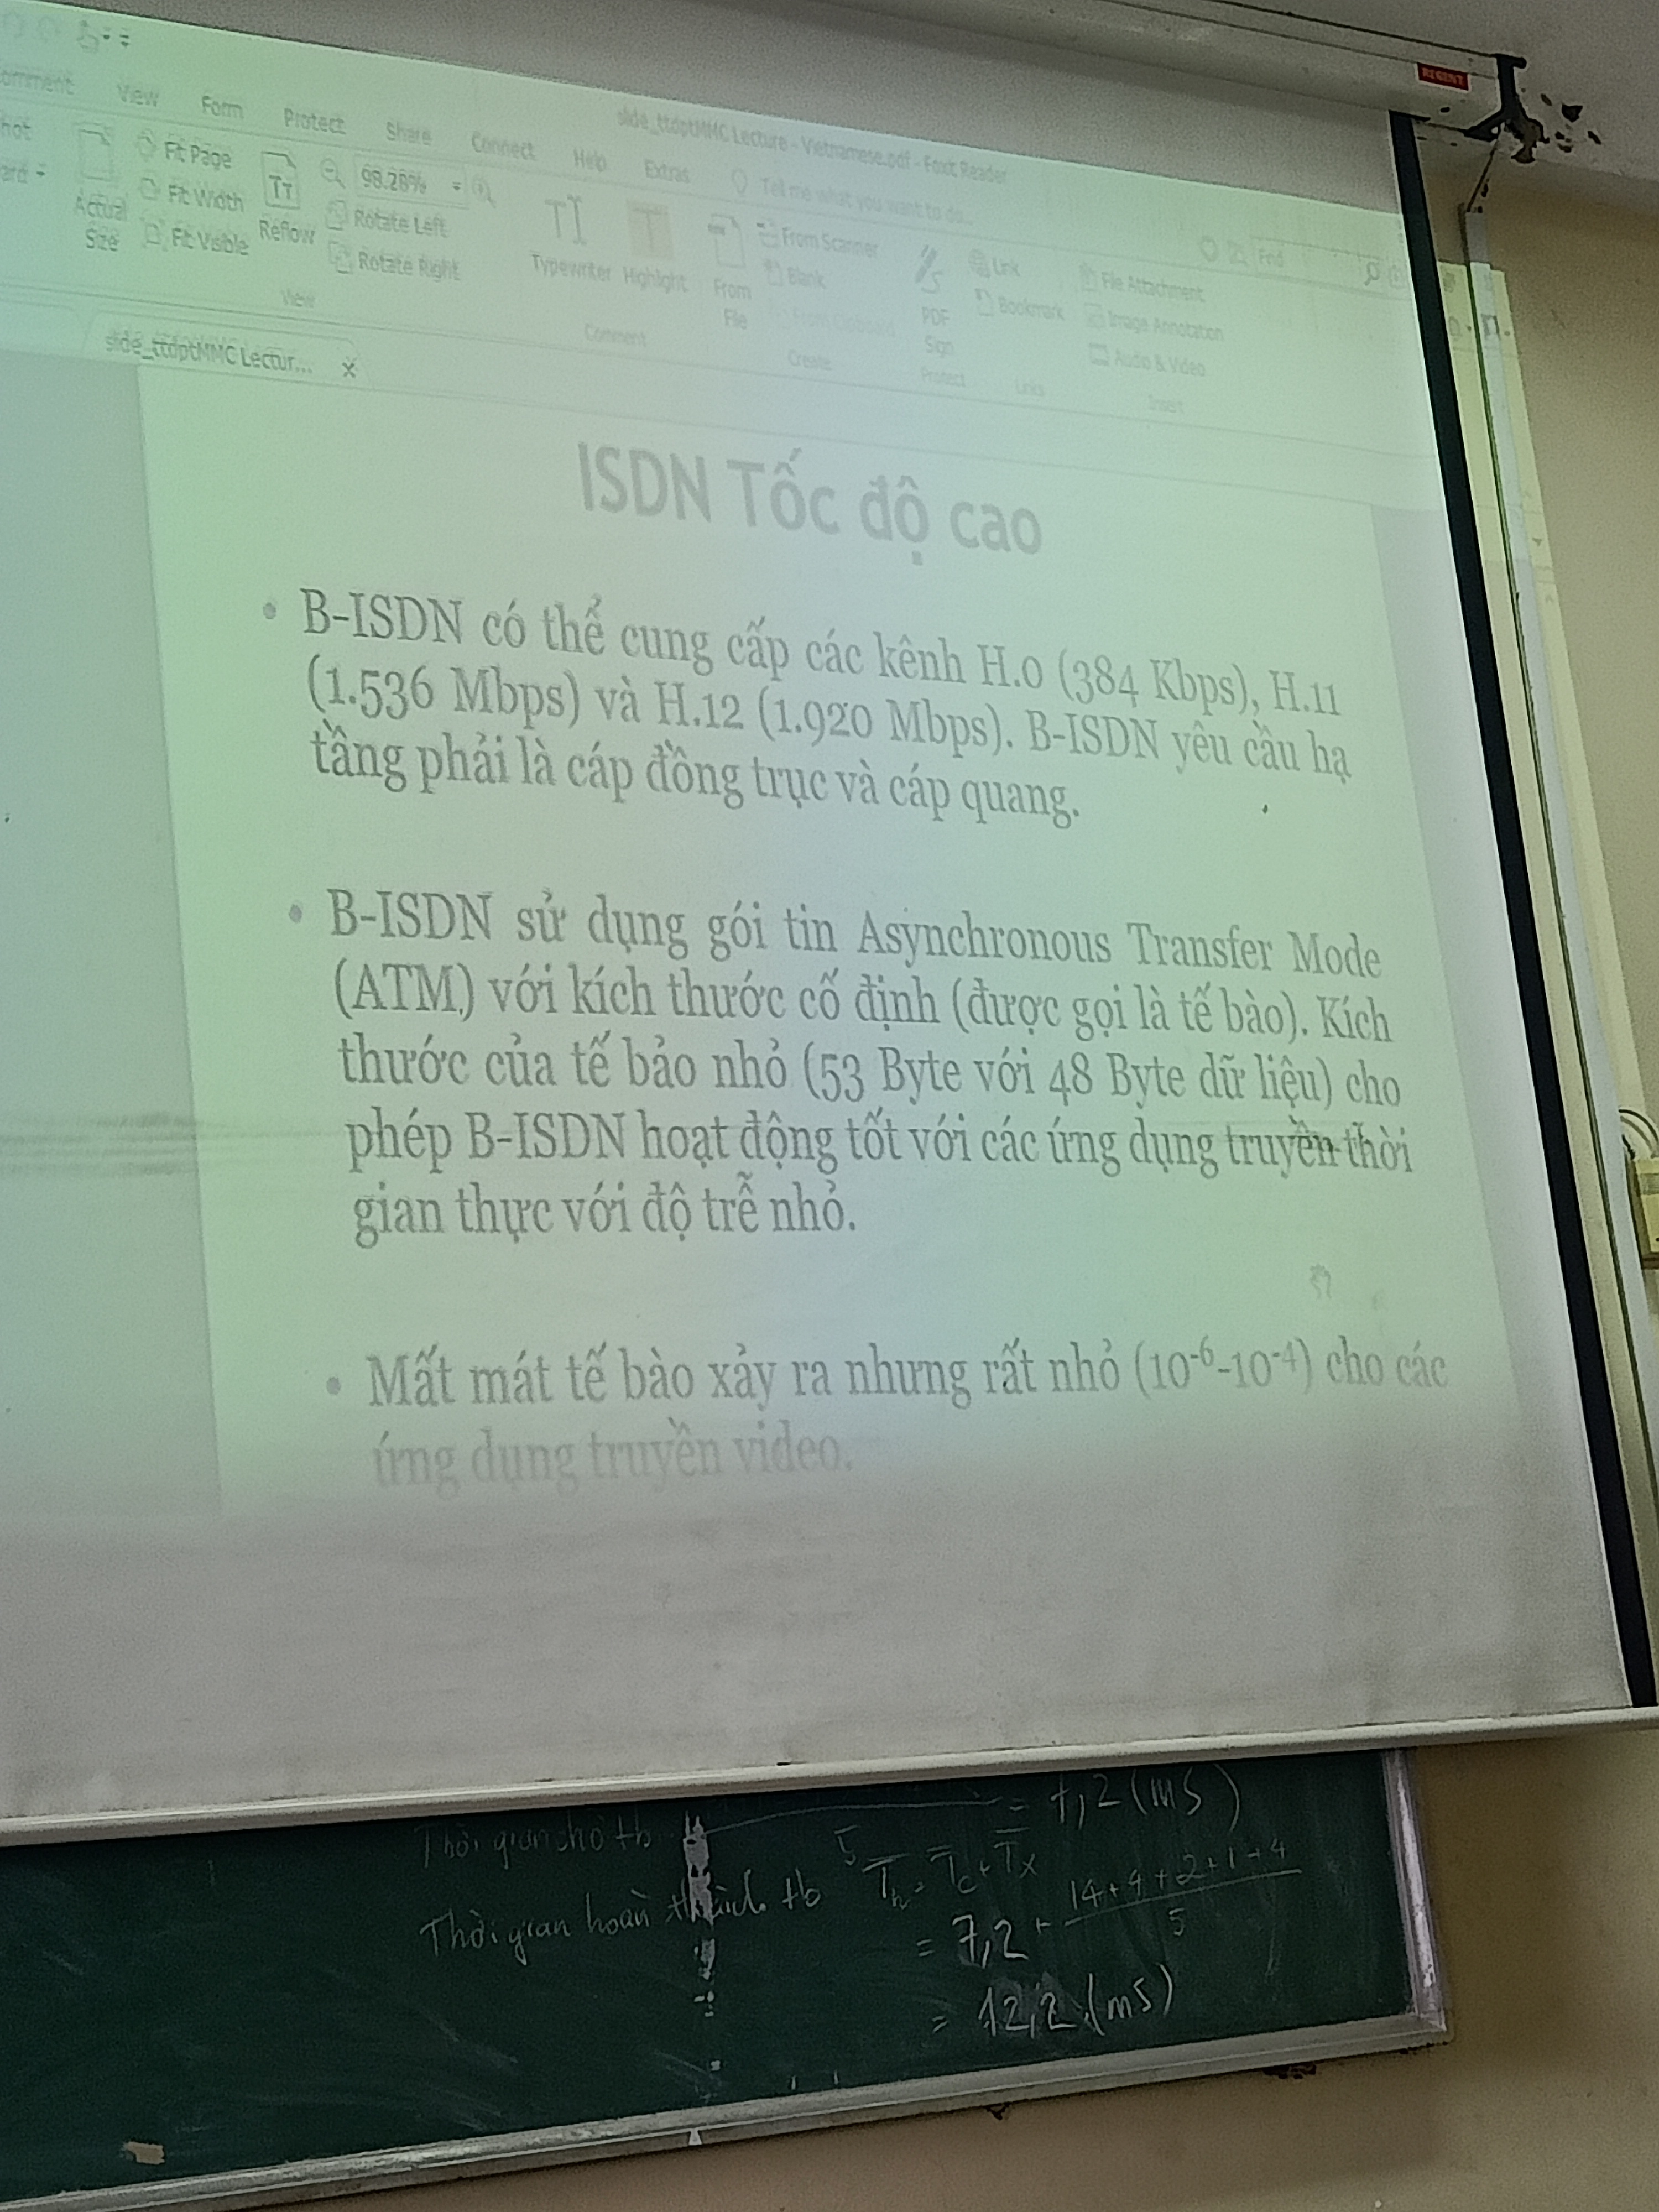 REGENT
slide_ttdptMMC Lecture - Vietnamese.pdf - Foxit Reader
omment View Form Protect Share Connect Help Extras Tell me what you want to do..
Find
hot
ard
Actual
Size
Fit Page
Fit Width
Fit Visible
Reflow
98.28%
Rotate Left
Rotate Right
View
Typewriter Highlight
Comment
From
File
From Scanner
Blank
From Clipboard
Create
PDF
Sign
Protect
Link
Bookmark
Links
File Attachment
Image Annotation
Audio & Video
Insert
slide_ttdptMMC Lectur... x
ISDN Tốc độ cao
• B-ISDN có thể cung cấp các kênh H.0 (384 Kbps), H.11
(1.536 Mbps) và H.12 (1.920 Mbps). B-ISDN yêu cầu hạ
tầng phải là cáp đồng trục và cáp quang.
• B-ISDN sử dụng gói tin Asynchronous Transfer Mode
(ATM) với kích thước cố định (được gọi là tế bào). Kích
thước của tế bảo nhỏ (53 Byte với 48 Byte dữ liệu) cho
phép B-ISDN hoạt động tốt với các ứng dụng truyền thời
gian thực với độ trễ nhỏ.
• Mất mát tế bào xảy ra nhưng rất nhỏ (10⁻⁶-10⁻⁴) cho các
ứng dụng truyền video.
= 7,2 (ms)
Thời gian chờ tb 5
Thời gian hoàn thành tb T̅h = T̅c + T̅x
= 7,2 + 14+4+2+1+4
5
= 12,2 (ms)